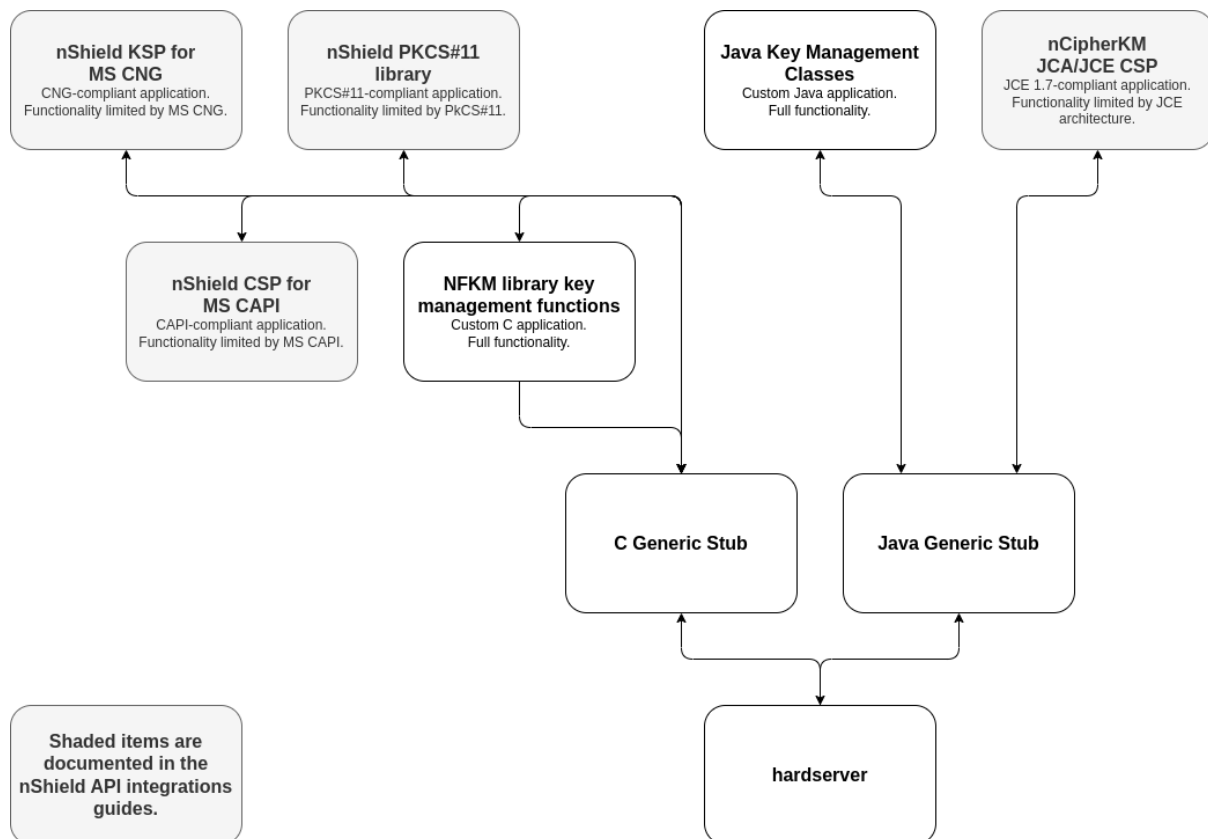 nShield KSP for
MS CNG
CNG-compliant application.
Functionality limited by MS CNG.
nShield PKCS#11
library
PKCS#11-compliant application.
Functionality limited by PkCS#11.
Java Key Management
Classes
Custom Java application.
Full functionality.
nCipherKM
JCA/JCE CSP
JCE 1.7-compliant application.
Functionality limited by JCE
architecture.
nShield CSP for
MS CAPI
CAPI-compliant application.
Functionality limited by MS CAPI.
NFKM library key
management functions
Custom C application.
Full functionality.
C Generic Stub
Java Generic Stub
Shaded items are
documented in the
nShield API integrations
guides.
hardserver